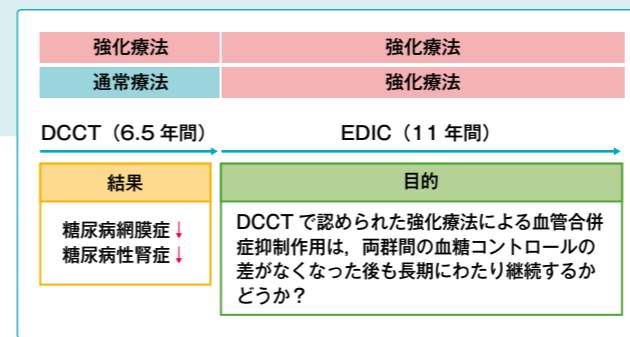 強化療法 強化療法
通常療法 強化療法
DCCT（6.5 年間） EDIC（11 年間）
結果
糖尿病網膜症↓
糖尿病性腎症↓
目的
DCCT で認められた強化療法による血管合併
症抑制作用は，両群間の血糖コントロールの
差がなくなった後も長期にわたり継続するか
どうか？